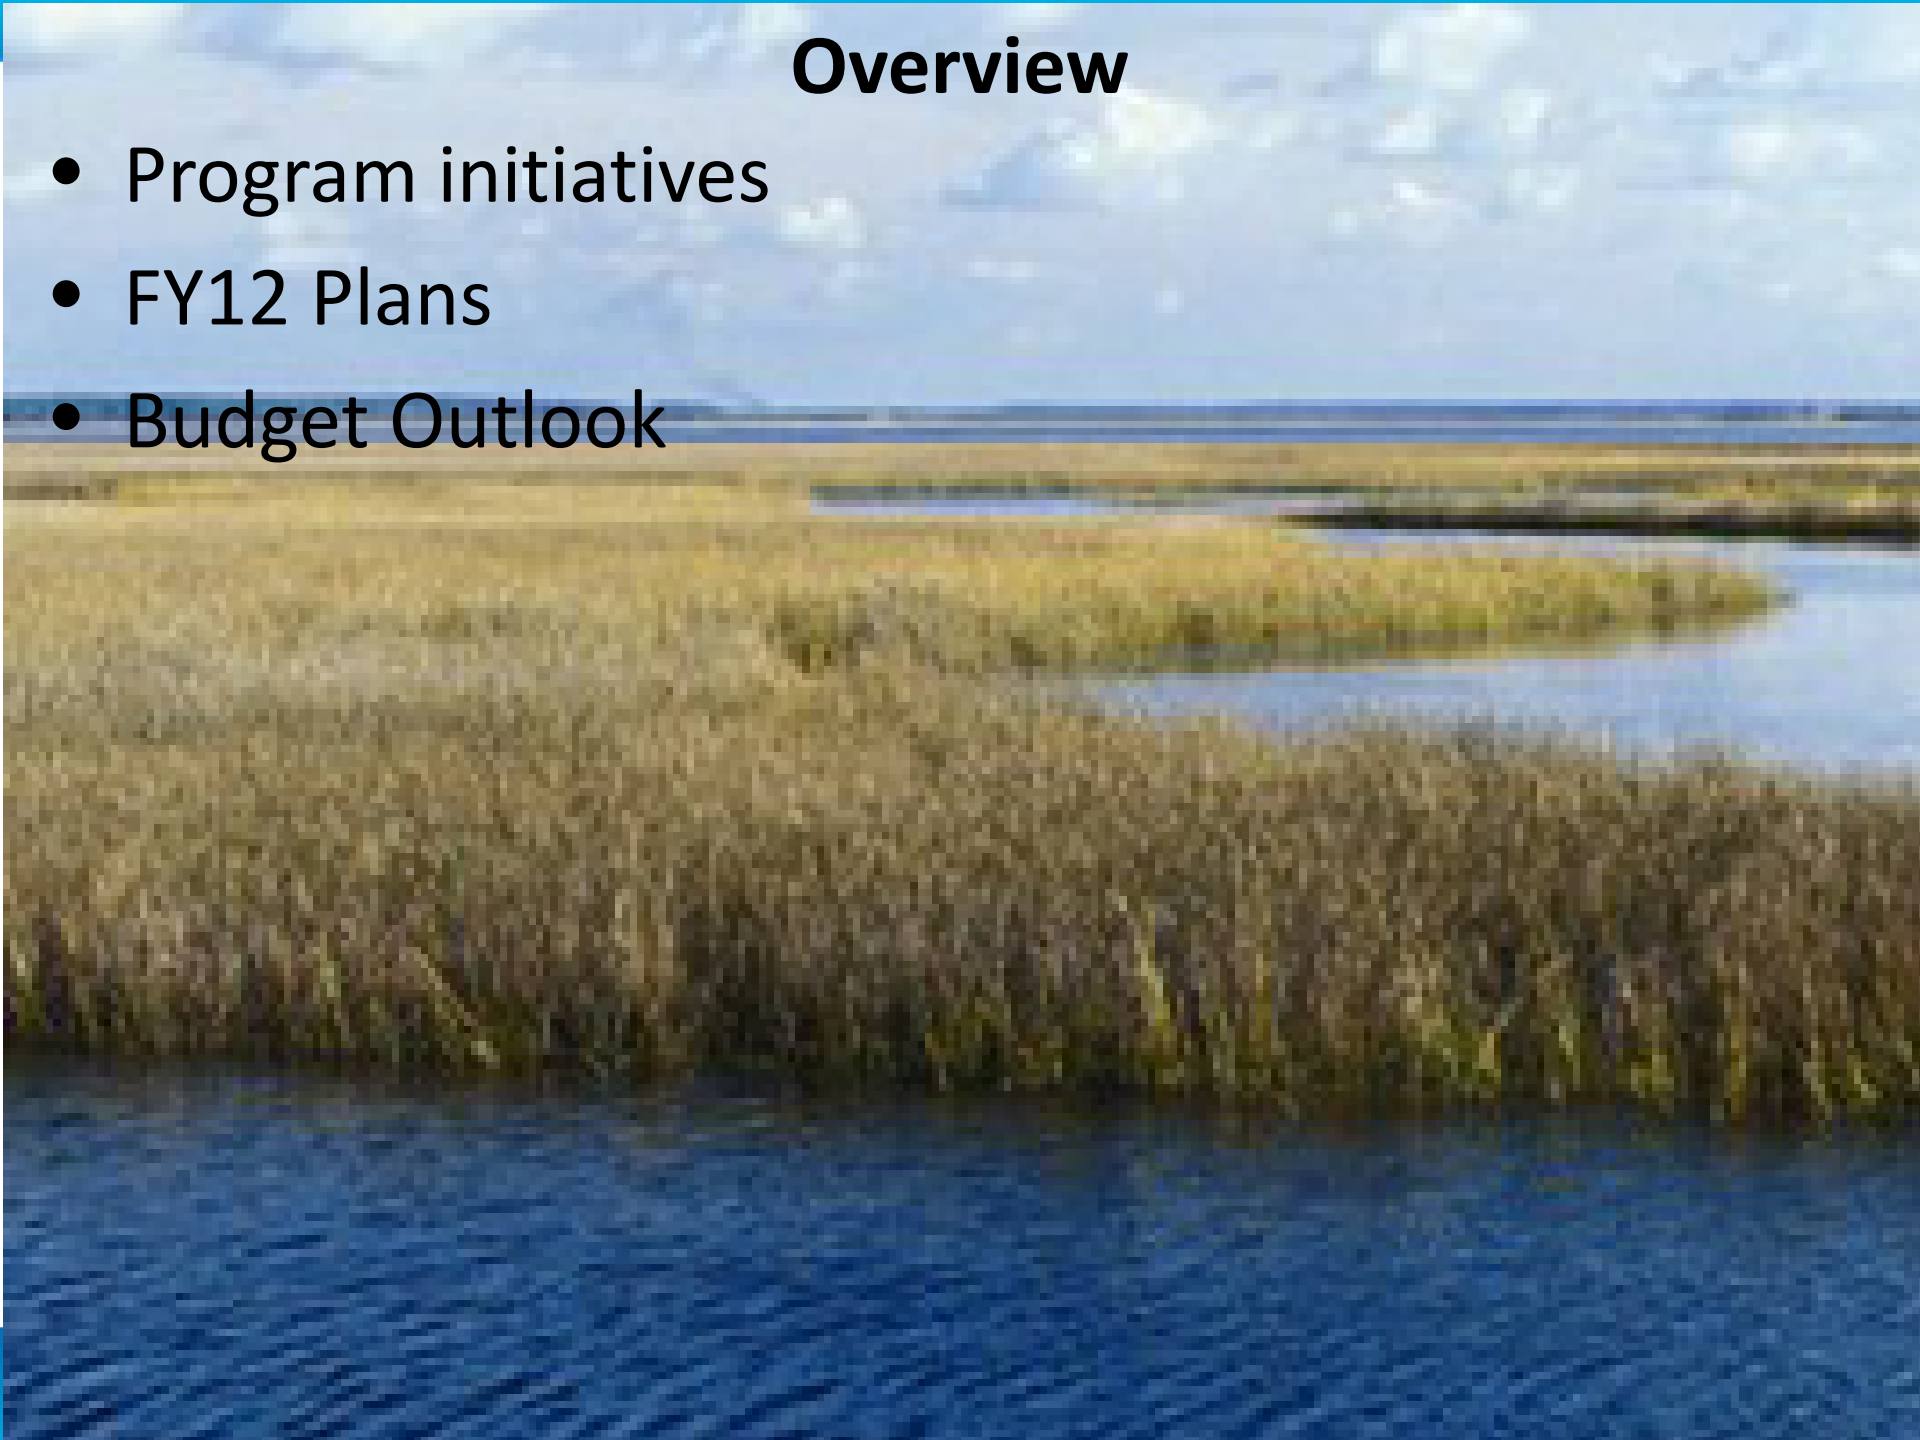 Overview
• Program initiatives
• FY12 Plans
• Budget Outlook